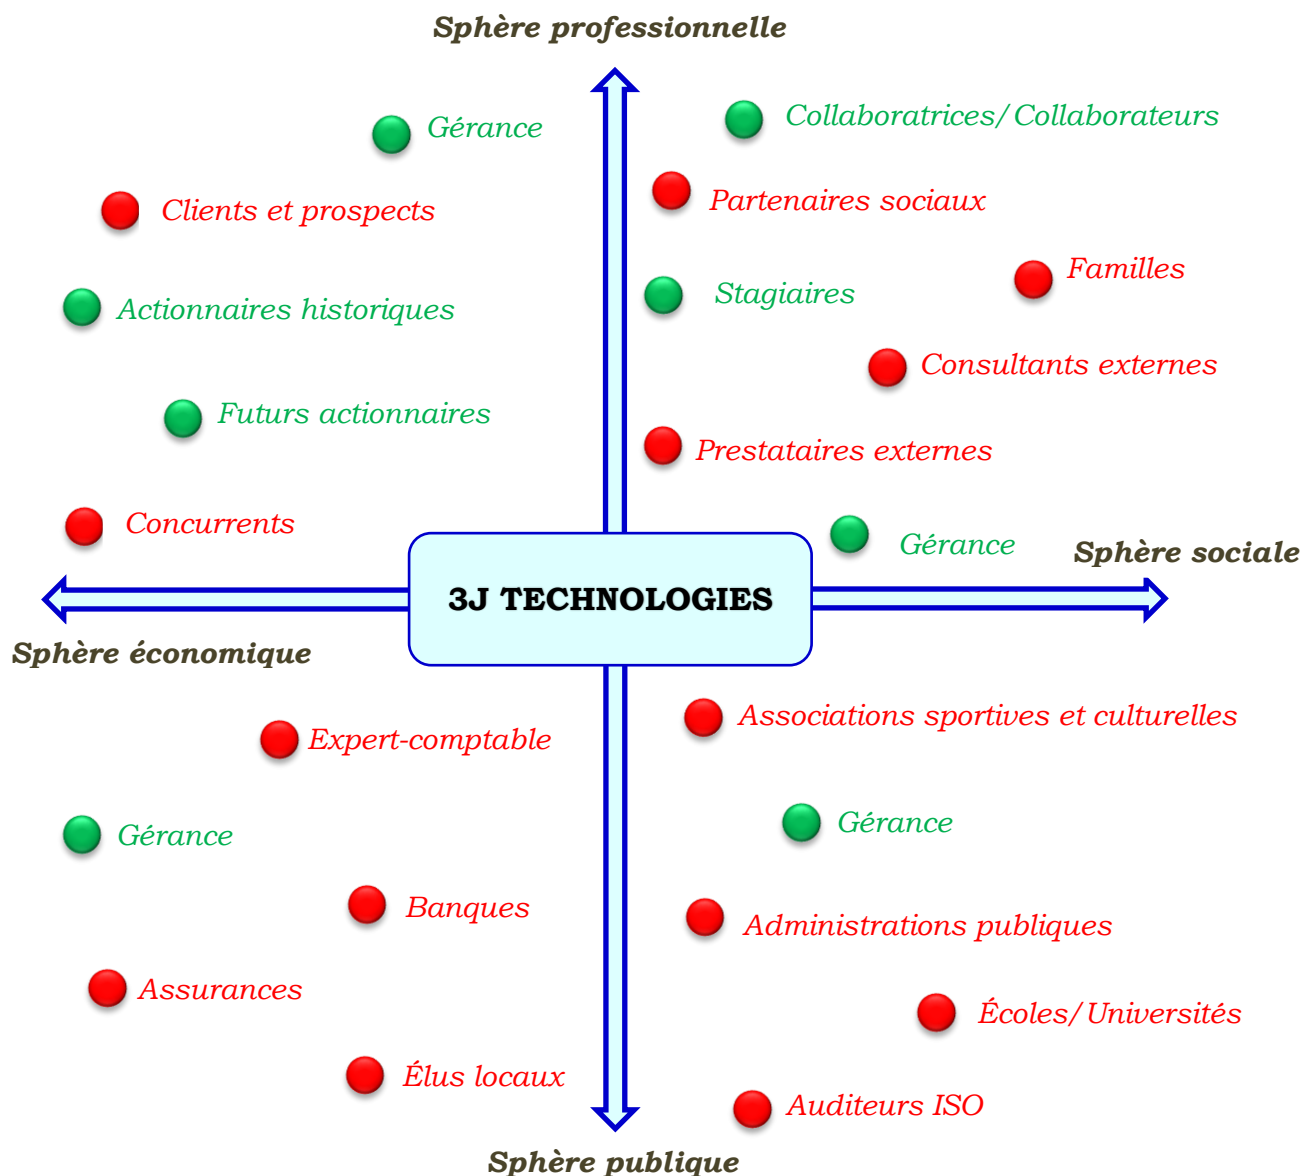 Sphère professionnelle
Gérance
Collaboratrices/Collaborateurs
Clients et prospects
Partenaires sociaux
Familles
Actionnaires historiques
Stagiaires
Consultants externes
Futurs actionnaires
Prestataires externes
Concurrents
Gérance
Sphère sociale
3J TECHNOLOGIES
Sphère économique
Associations sportives et culturelles
Expert-comptable
Gérance
Gérance
Banques
Administrations publiques
Assurances
Écoles/Universités
Élus locaux
Auditeurs ISO
Sphère publique